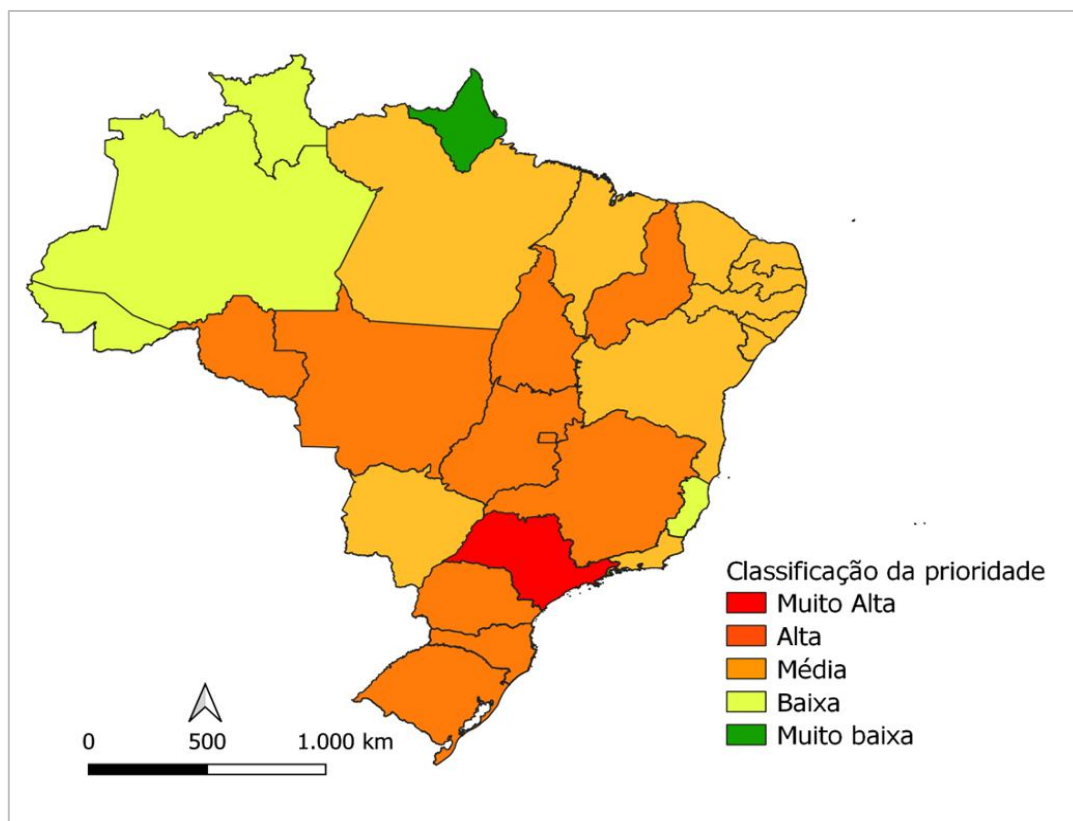 Classificação da prioridade
Muito Alta
Alta
Média
Baixa
Muito baixa
0 500 1.000 km